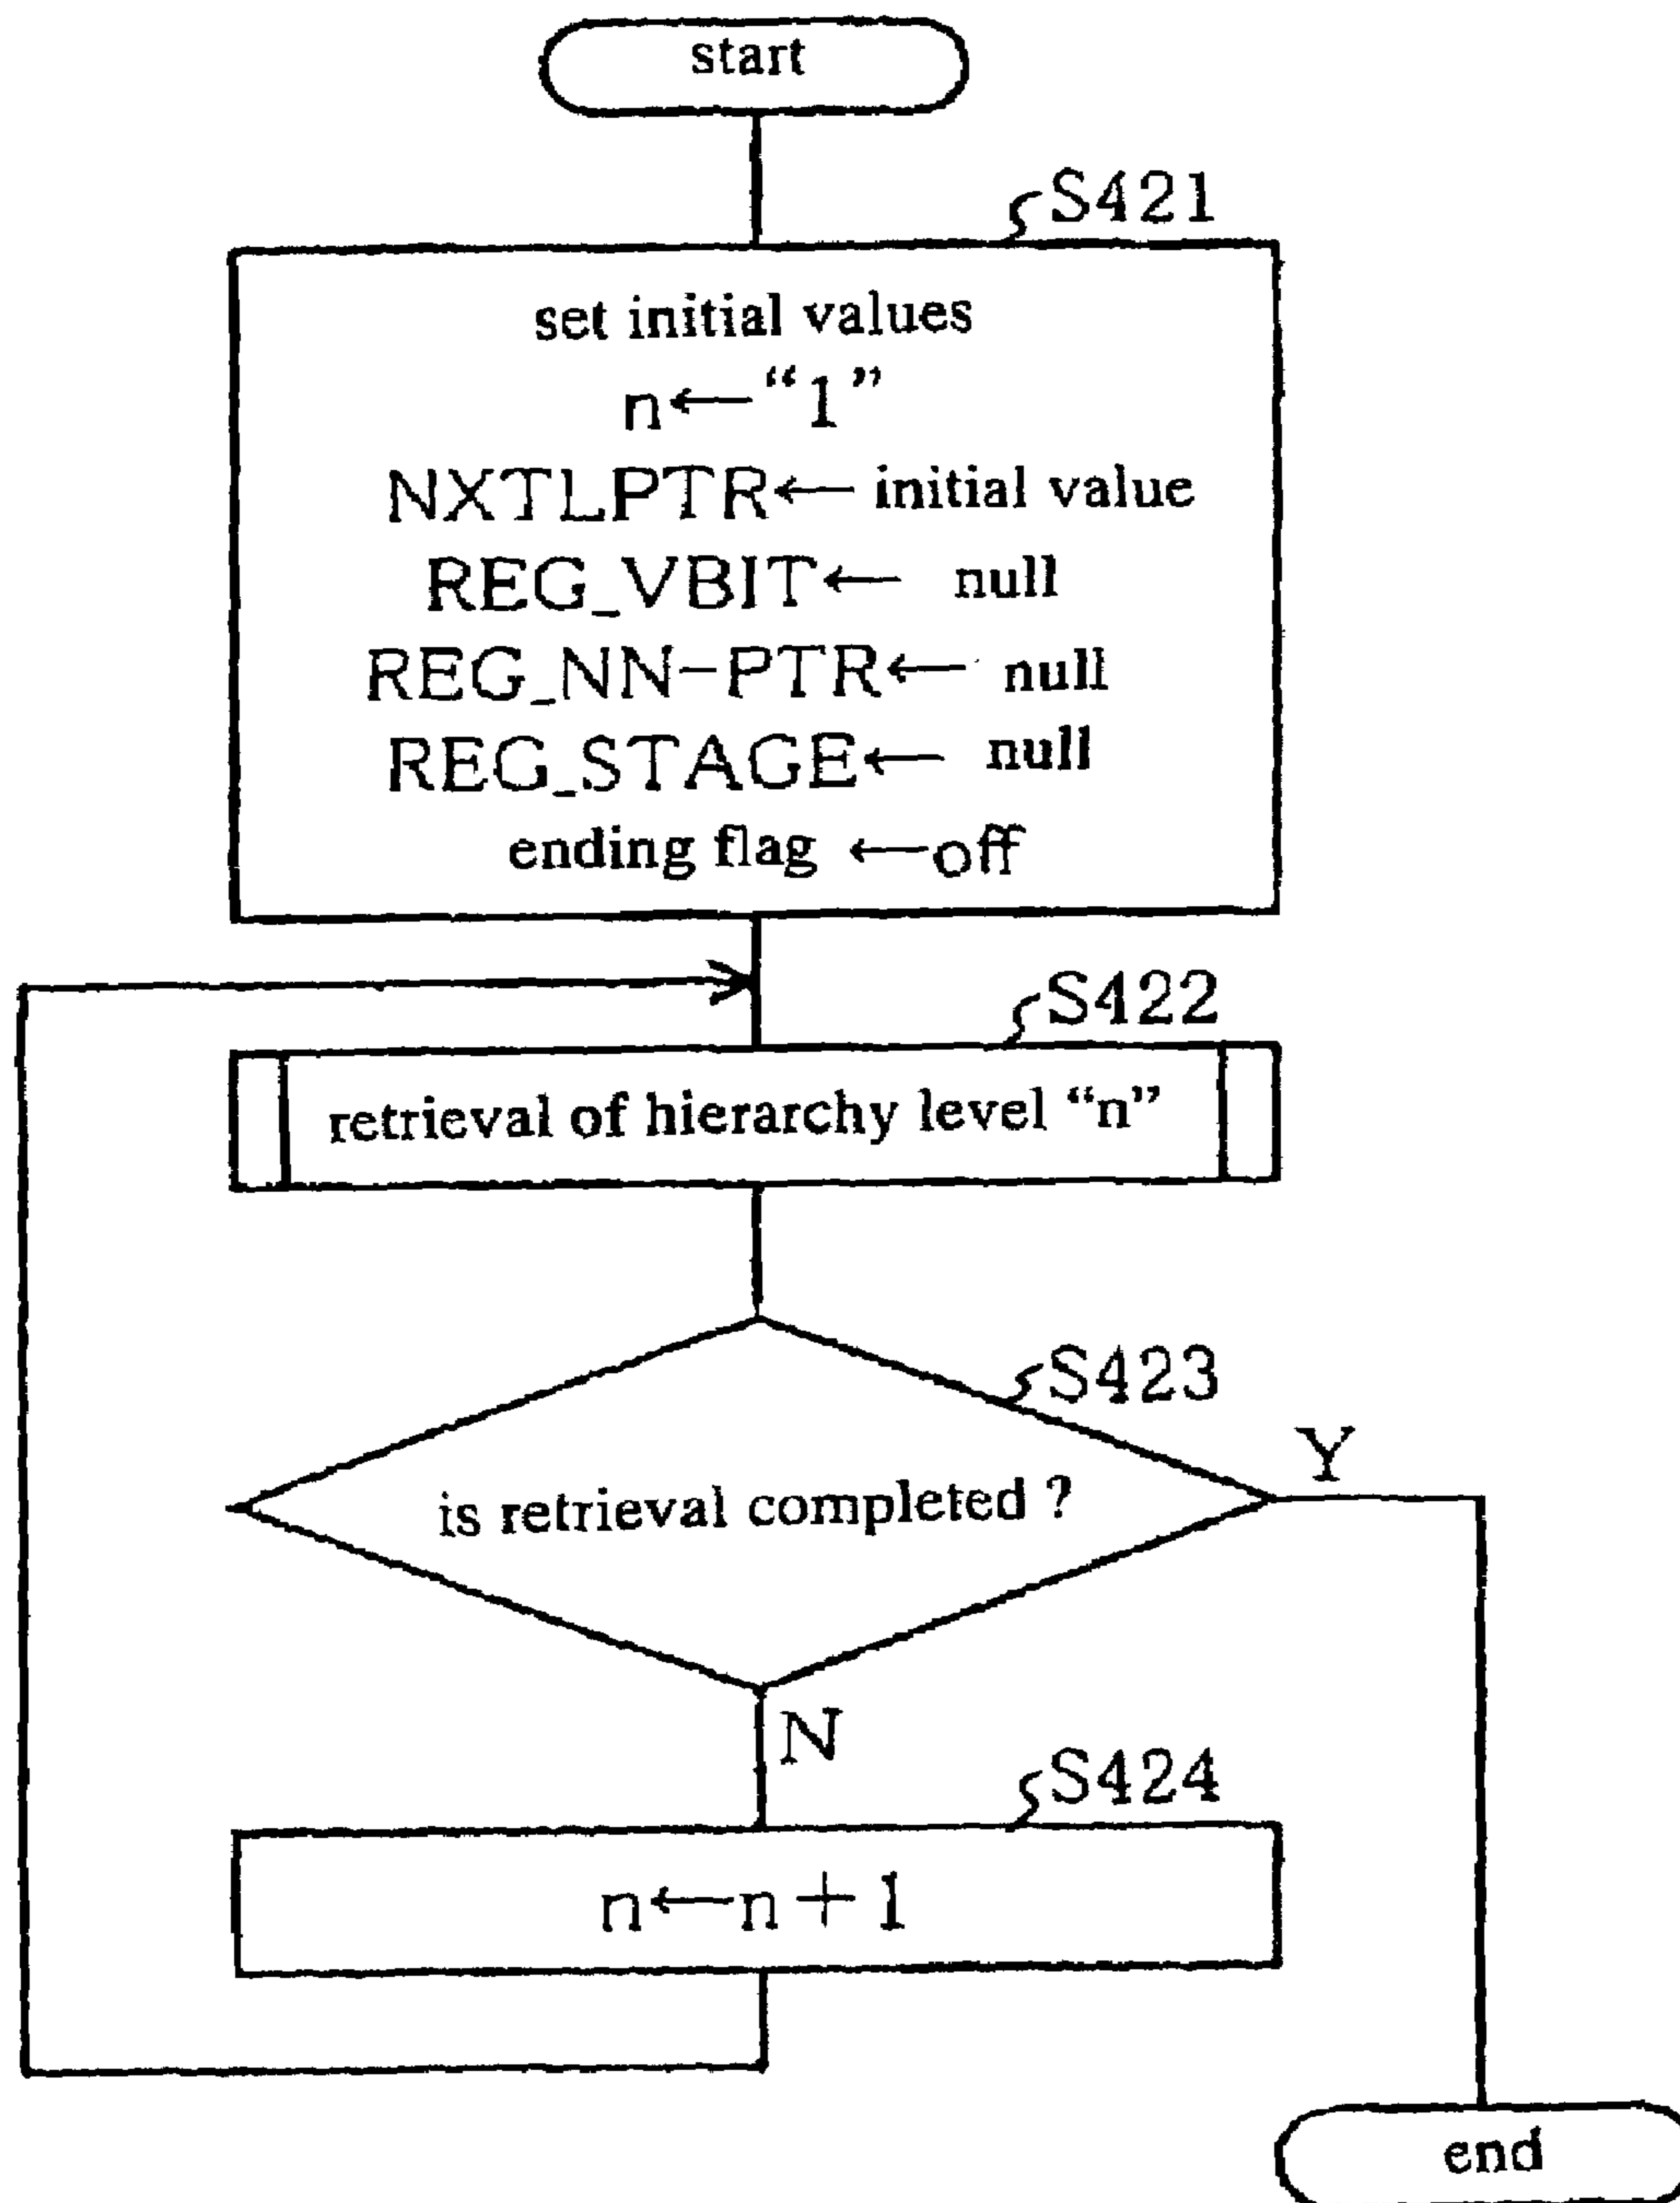 start
S421
set initial values
n←“1”
NXTLPTR← initial value
REG_VBIT← null
REG_NN-PTR← null
REG_STAGE← null
ending flag ←off
S422
retrieval of hierarchy level “n”
S423
is retrieval completed ?
Y
N
S424
n←n+1
end